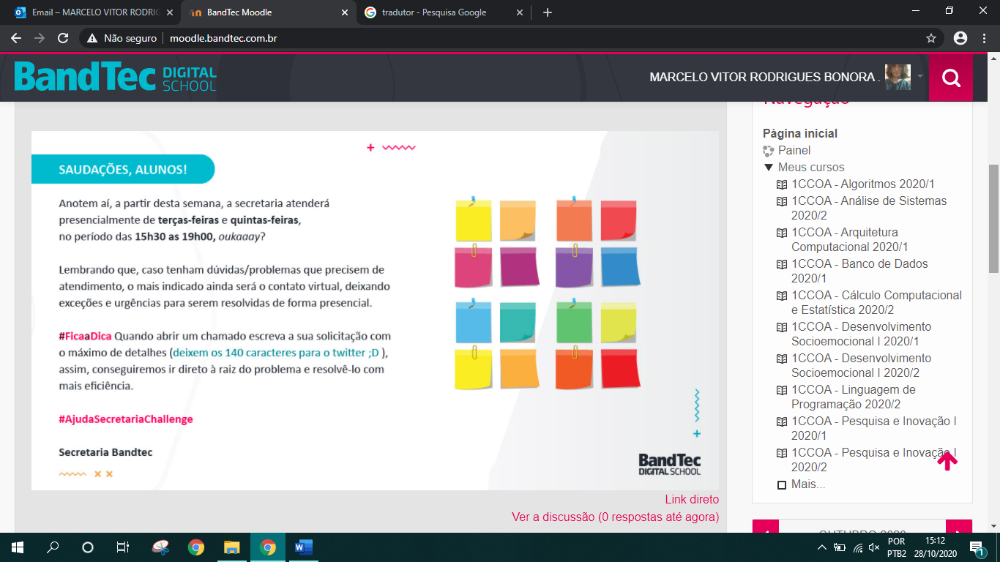 Email – MARCELO VITOR RODRIG
BandTec Moodle
tradutor - Pesquisa Google
Não seguro
moodle.bandtec.com.br
BandTec DIGITAL SCHOOL
MARCELO VITOR RODRIGUES BONORA .
SAUDAÇÕES, ALUNOS!
Anotem aí, a partir desta semana, a secretaria atenderá
presencialmente de terças-feiras e quintas-feiras,
no período das 15h30 as 19h00, oukaaay?
Lembrando que, caso tenham dúvidas/problemas que precisem de
atendimento, o mais indicado ainda será o contato virtual, deixando
exceções e urgências para serem resolvidas de forma presencial.
#FicaaDica Quando abrir um chamado escreva a sua solicitação com
o máximo de detalhes (deixem os 140 caracteres para o twitter ;D ),
assim, conseguiremos ir direto à raiz do problema e resolvê-lo com
mais eficiência.
#AjudaSecretariaChallenge
Secretaria Bandtec
BandTec
DIGITAL SCHOOL
Link direto
Ver a discussão (0 respostas até agora)
Navegação
Página inicial
Painel
Meus cursos
1CCOA - Algoritmos 2020/1
1CCOA - Análise de Sistemas
2020/2
1CCOA - Arquitetura
Computacional 2020/1
1CCOA - Banco de Dados
2020/1
1CCOA - Cálculo Computacional
e Estatística 2020/2
1CCOA - Desenvolvimento
Socioemocional I 2020/1
1CCOA - Desenvolvimento
Socioemocional I 2020/2
1CCOA - Linguagem de
Programação 2020/2
1CCOA - Pesquisa e Inovação I
2020/1
1CCOA - Pesquisa e Inovação I
2020/2
Mais...
OUTUBRO 2020
POR
PTB2
15:12
28/10/2020
1